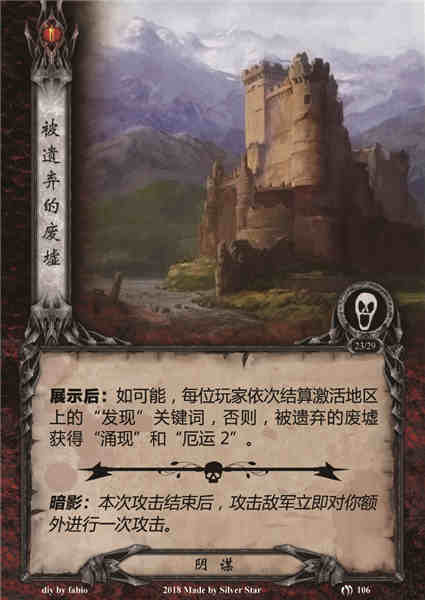 被遗弃的废墟
23/29
展示后：如可能，每位玩家依次结算激活地区
上的“发现”关键词，否则，被遗弃的废墟
获得“涌现”和“厄运 2”。
暗影：本次攻击结束后，攻击敌军立即对你额
外进行一次攻击。
阴谋
diy by fabio
2018 Made by Silver Star
106